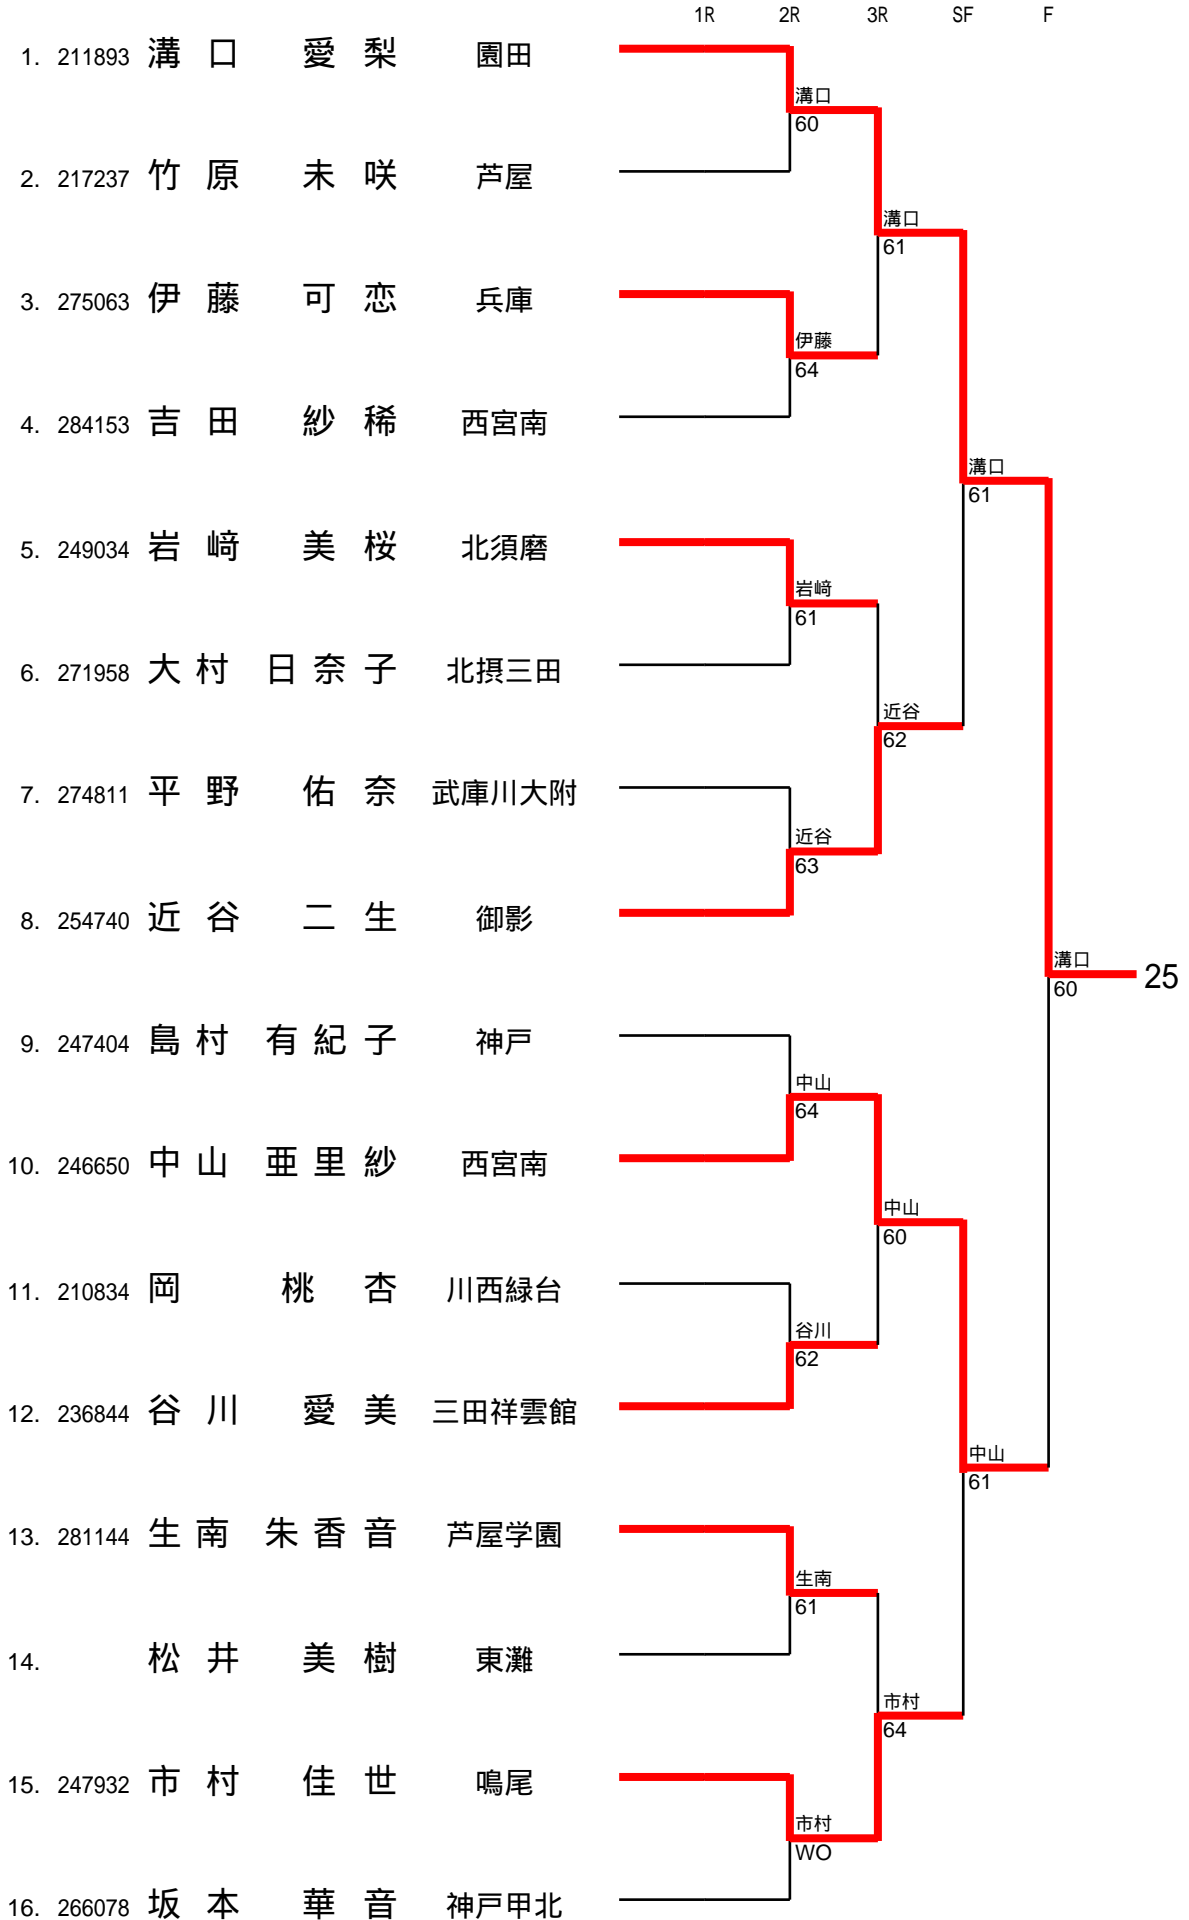 1R 2R 3R SF F
1. 211893 溝口 愛梨 園田
溝口
60
2. 217237 竹原 未咲 芦屋
溝口
61
3. 275063 伊藤 可恋 兵庫
伊藤
64
4. 284153 吉田 紗稀 西宮南
溝口
61
5. 249034 岩﨑 美桜 北須磨
岩﨑
61
6. 271958 大村 日奈子 北摂三田
近谷
62
7. 274811 平野 佑奈 武庫川大附
近谷
63
8. 254740 近谷 二生 御影
溝口
60
25
9. 247404 島村 有紀子 神戸
中山
64
10. 246650 中山 亜里紗 西宮南
中山
60
11. 210834 岡 桃杏 川西緑台
谷川
62
12. 236844 谷川 愛美 三田祥雲館
中山
61
13. 281144 生南 朱香音 芦屋学園
生南
61
14. 松井 美樹 東灘
市村
64
15. 247932 市村 佳世 鳴尾
市村
WO
16. 266078 坂本 華音 神戸甲北